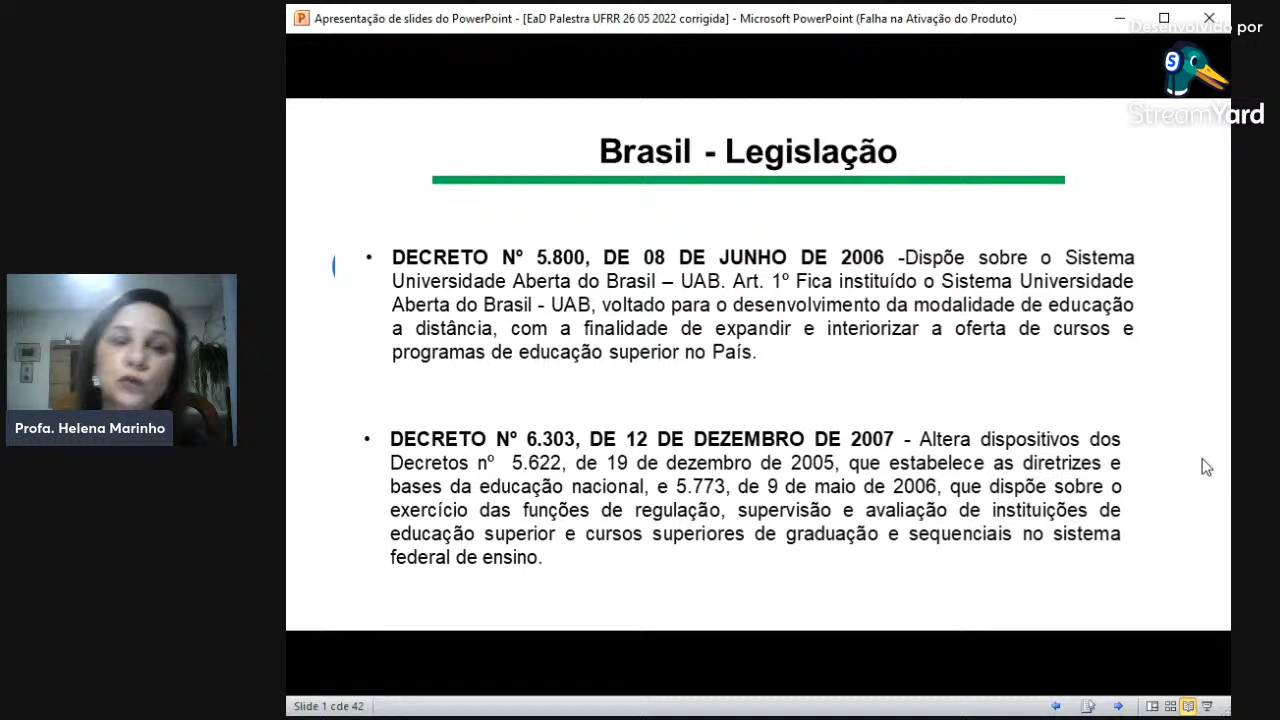 Apresentação de slides do PowerPoint - [EaD Palestra UFRR 26 05 2022 corrigida] - Microsoft PowerPoint (Falha na Ativação do Produto)
Desenvolvido por
StreamYard
Brasil - Legislação
• DECRETO Nº 5.800, DE 08 DE JUNHO DE 2006 -Dispõe sobre o Sistema
Universidade Aberta do Brasil – UAB. Art. 1º Fica instituído o Sistema Universidade
Aberta do Brasil - UAB, voltado para o desenvolvimento da modalidade de educação
a distância, com a finalidade de expandir e interiorizar a oferta de cursos e
programas de educação superior no País.
Profa. Helena Marinho
• DECRETO Nº 6.303, DE 12 DE DEZEMBRO DE 2007 - Altera dispositivos dos
Decretos nº 5.622, de 19 de dezembro de 2005, que estabelece as diretrizes e
bases da educação nacional, e 5.773, de 9 de maio de 2006, que dispõe sobre o
exercício das funções de regulação, supervisão e avaliação de instituições de
educação superior e cursos superiores de graduação e sequenciais no sistema
federal de ensino.
Slide 1 cde 42